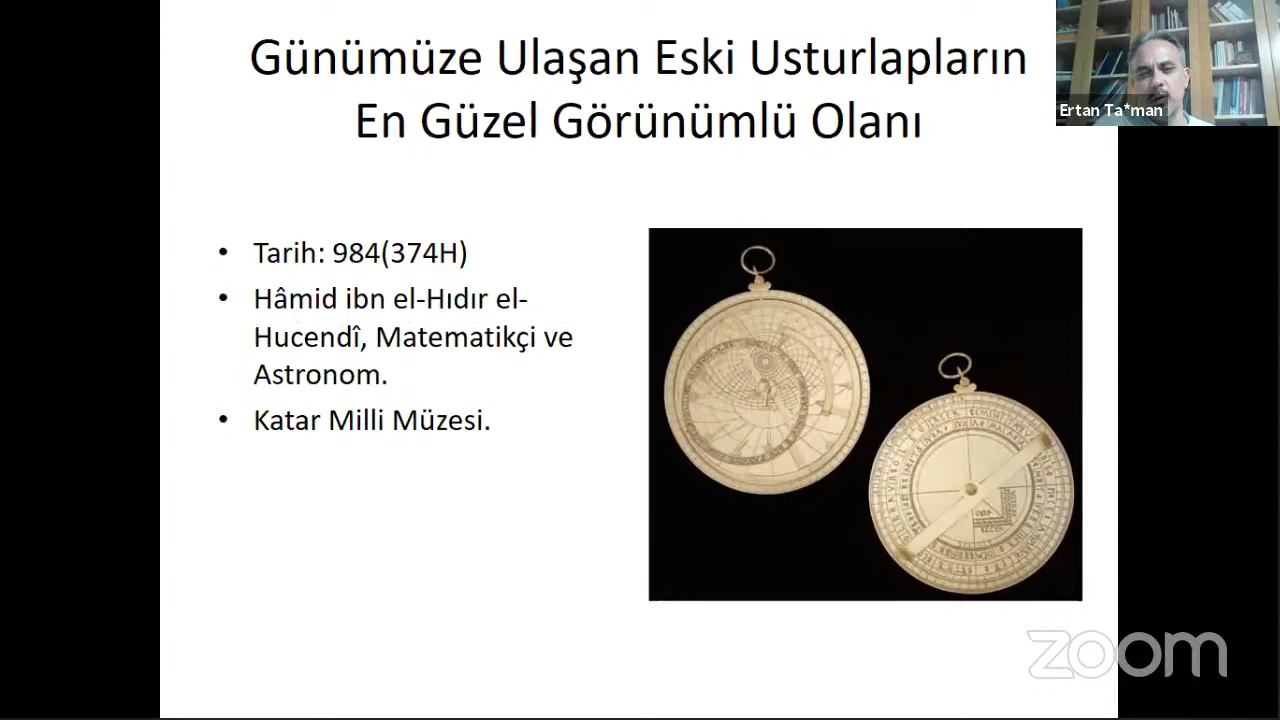 Günümüze Ulaşan Eski Usturlapların
En Güzel Görünümlü Olanı
Ertan Ta*man
• Tarih: 984(374H)
• Hâmid ibn el-Hıdır el-
Hucendî, Matematikçi ve
Astronom.
• Katar Milli Müzesi.
zoom